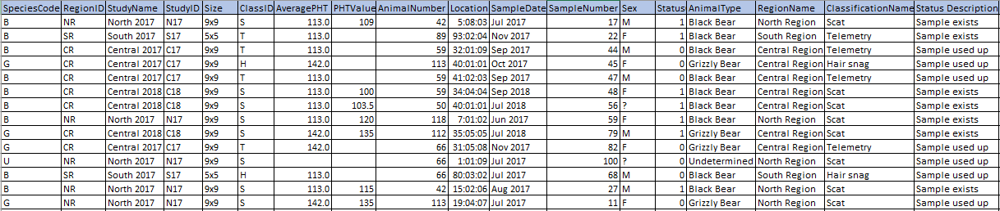 SpeciesCode RegionID StudyName StudyID Size ClassID AveragePHT PHTValue AnimalNumber Location SampleDate SampleNumber Sex Status AnimalType RegionName ClassificationName Status Description
B NR North 2017 N17 9x9 S 113.0 109 42 5:08:03 Jul 2017 17 M 1 Black Bear North Region Scat Sample exists
B SR South 2017 S17 5x5 T 113.0 89 93:02:04 Nov 2017 22 F 1 Black Bear South Region Telemetry Sample exists
B CR Central 2017 C17 9x9 T 113.0 59 32:01:09 Sep 2017 44 M 0 Black Bear Central Region Telemetry Sample used up
G CR Central 2017 C17 9x9 H 142.0 113 40:01:01 Oct 2017 45 F 0 Grizzly Bear Central Region Hair snag Sample used up
B CR Central 2017 C17 9x9 T 113.0 59 41:02:03 Sep 2017 47 M 0 Black Bear Central Region Telemetry Sample used up
B CR Central 2018 C18 9x9 S 113.0 100 59 34:04:04 Sep 2018 48 F 1 Black Bear Central Region Scat Sample exists
B CR Central 2018 C18 9x9 S 113.0 103.5 50 40:01:01 Jul 2018 56 ? 1 Black Bear Central Region Scat Sample exists
B NR North 2017 N17 9x9 S 113.0 120 118 7:01:02 Jun 2017 59 F 1 Black Bear North Region Scat Sample exists
G CR Central 2018 C18 9x9 S 142.0 135 112 35:05:05 Jul 2018 79 M 1 Grizzly Bear Central Region Scat Sample exists
G CR Central 2017 C17 9x9 T 142.0 66 31:05:08 Nov 2017 82 F 0 Grizzly Bear Central Region Telemetry Sample used up
U NR North 2017 N17 9x9 S 66 1:01:09 Jul 2017 100 ? 0 Undetermined North Region Scat Sample used up
B SR South 2017 S17 5x5 H 113.0 66 80:03:02 Jul 2017 68 M 0 Black Bear South Region Hair snag Sample used up
B NR North 2017 N17 9x9 S 113.0 115 42 15:02:06 Aug 2017 27 M 1 Black Bear North Region Scat Sample exists
G NR North 2017 N17 9x9 S 142.0 135 113 19:04:07 Jul 2017 11 F 0 Grizzly Bear North Region Scat Sample used up